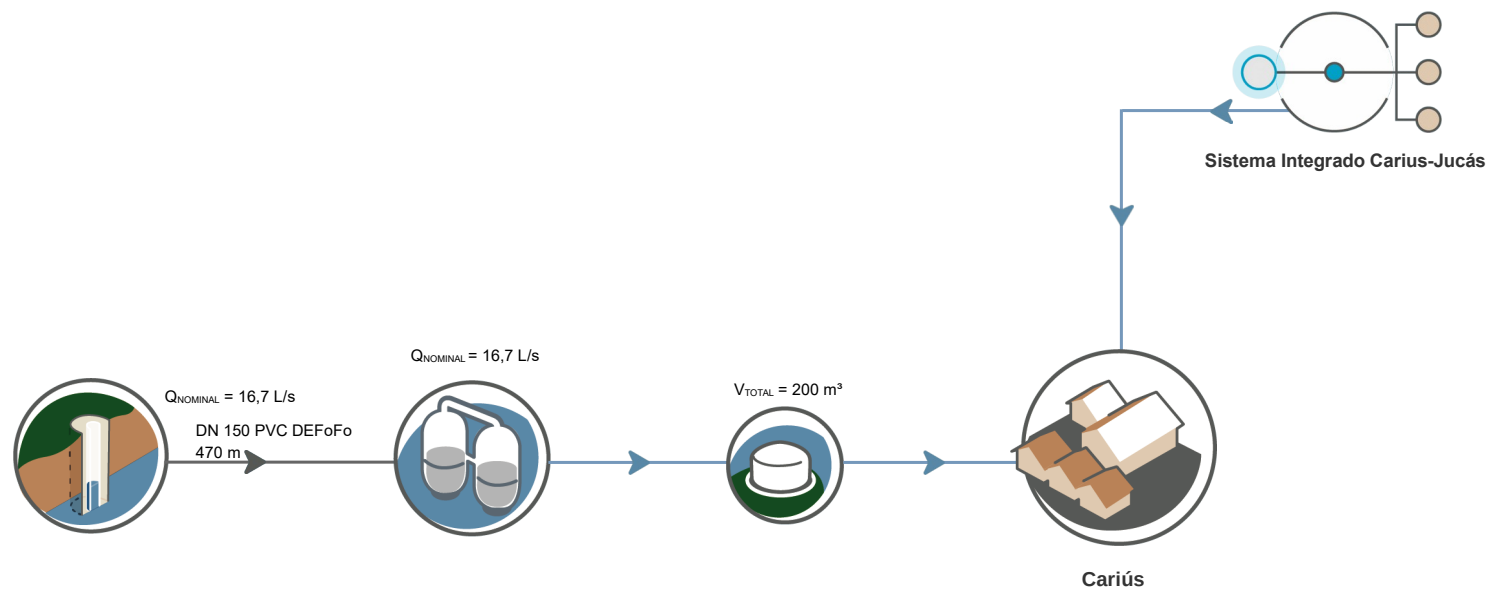 Sistema Integrado Carius-Jucás
QNOMINAL = 16,7 L/s
QNOMINAL = 16,7 L/s
DN 150 PVC DEFoFo
470 m
VTOTAL = 200 m³
Cariús